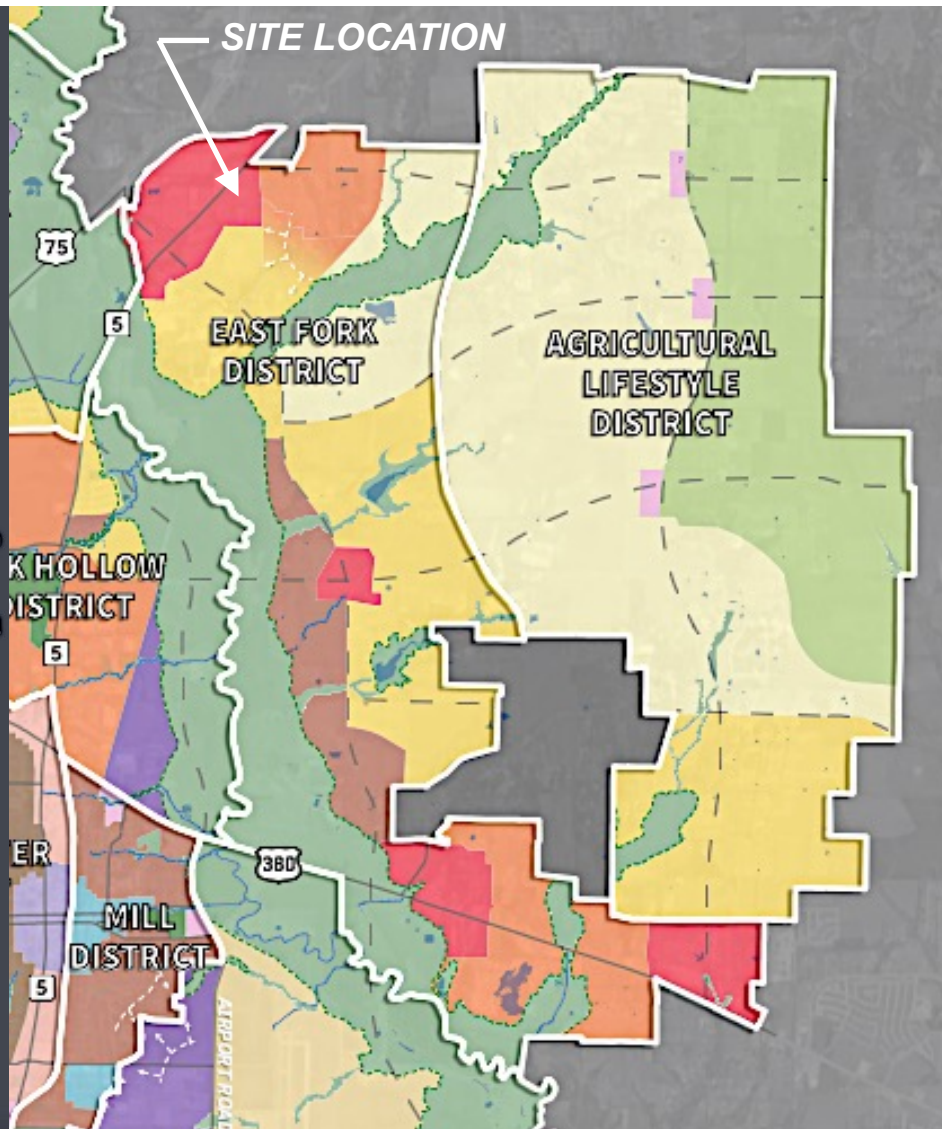 SITE LOCATION
75
5
EAST FORK
DISTRICT
AGRICULTURAL
LIFESTYLE
DISTRICT
K HOLLOW
DISTRICT
5
380
ER
MILL
DISTRICT
5
AIRPORT ROAD